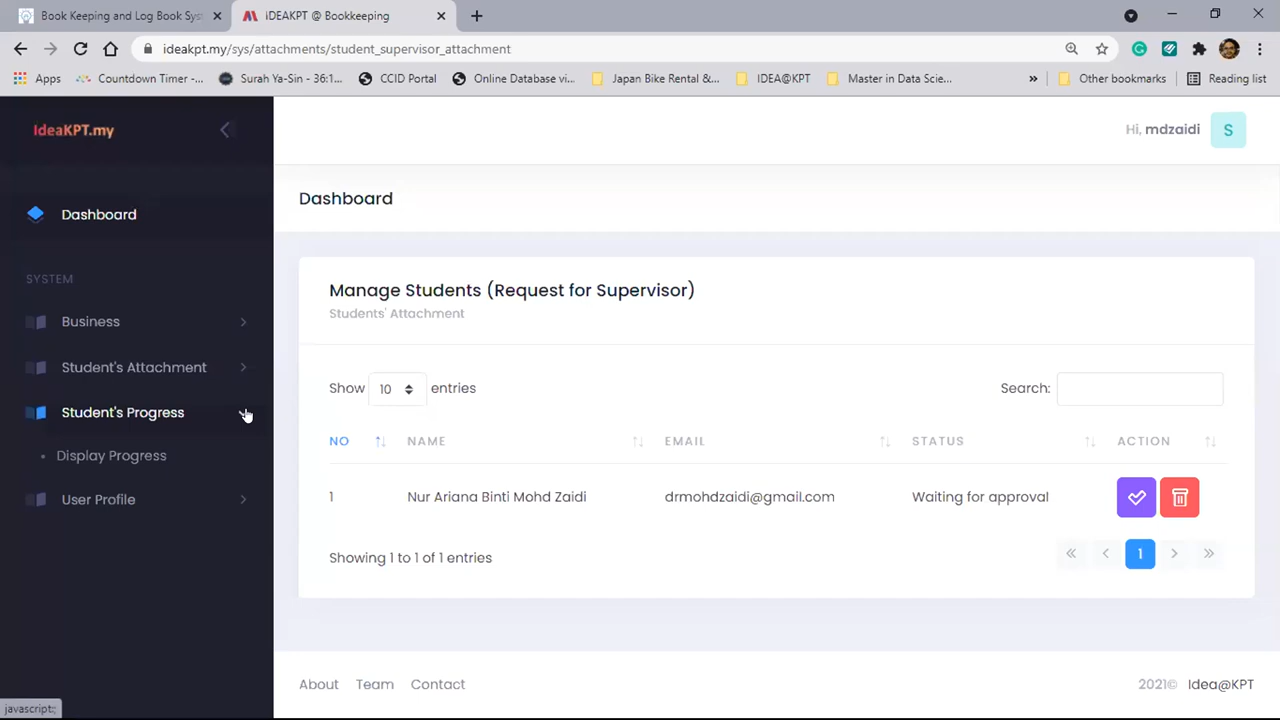 Book Keeping and Log Book Sys
IDEAKPT @ Bookkeeping
ideakpt.my/sys/attachments/student_supervisor_attachment
Apps
Countdown Timer -...
Surah Ya-Sin - 36:1...
CCID Portal
Online Database vi...
Japan Bike Rental &...
IDEA@KPT
Master in Data Scie...
»
Other bookmarks
Reading list
IdeaKPT.my
Hi, mdzaidi
S
Dashboard
Dashboard
SYSTEM
Business
Student's Attachment
Student's Progress
Display Progress
User Profile
Manage Students (Request for Supervisor)
Students' Attachment
Show 10 entries
Search:
NO NAME EMAIL STATUS ACTION
1 Nur Ariana Binti Mohd Zaidi drmohdzaidi@gmail.com Waiting for approval
Showing 1 to 1 of 1 entries
« ‹ 1 › »
About Team Contact
2021© Idea@KPT
javascript:;